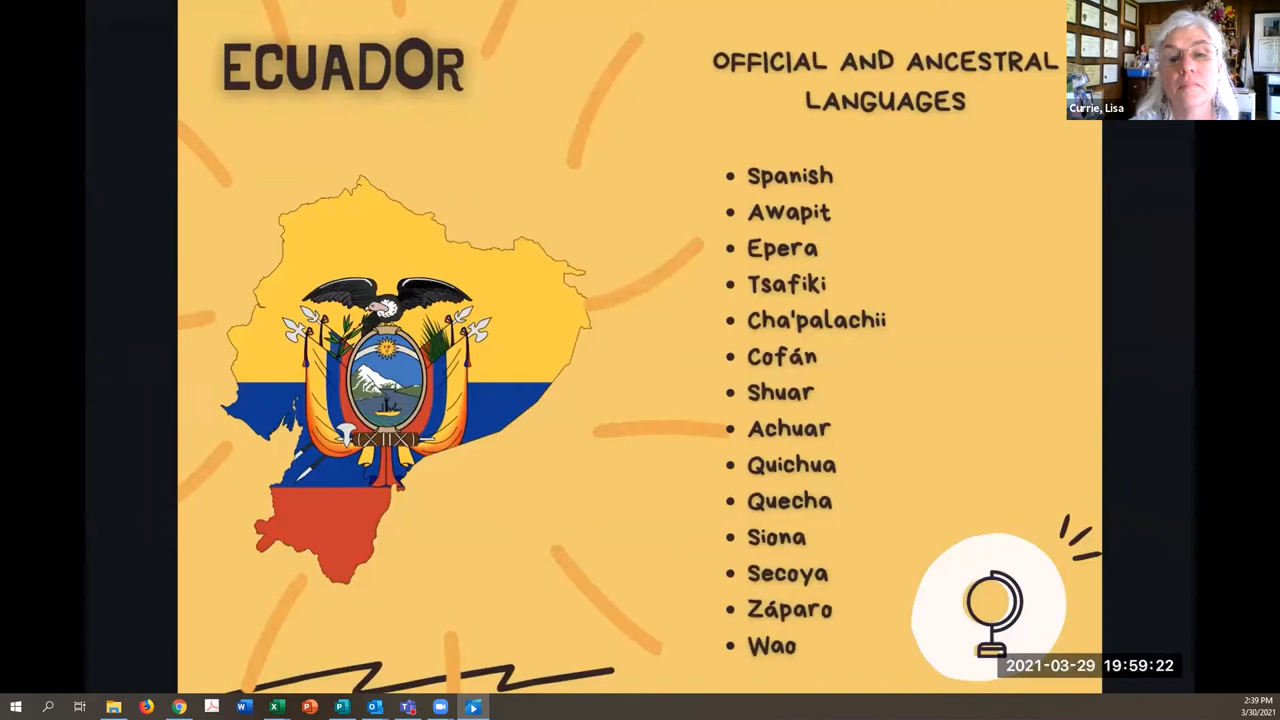 ECUADOR
OFFICIAL AND ANCESTRAL
LANGUAGES
Currie, Lisa
• Spanish
• Awapit
• Epera
• Tsafiki
• Cha'palachii
• Cofán
• Shuar
• Achuar
• Quichua
• Quecha
• Siona
• Secoya
• Záparo
• Wao
2021-03-29 19:59:22
2:39 PM
3/30/2021